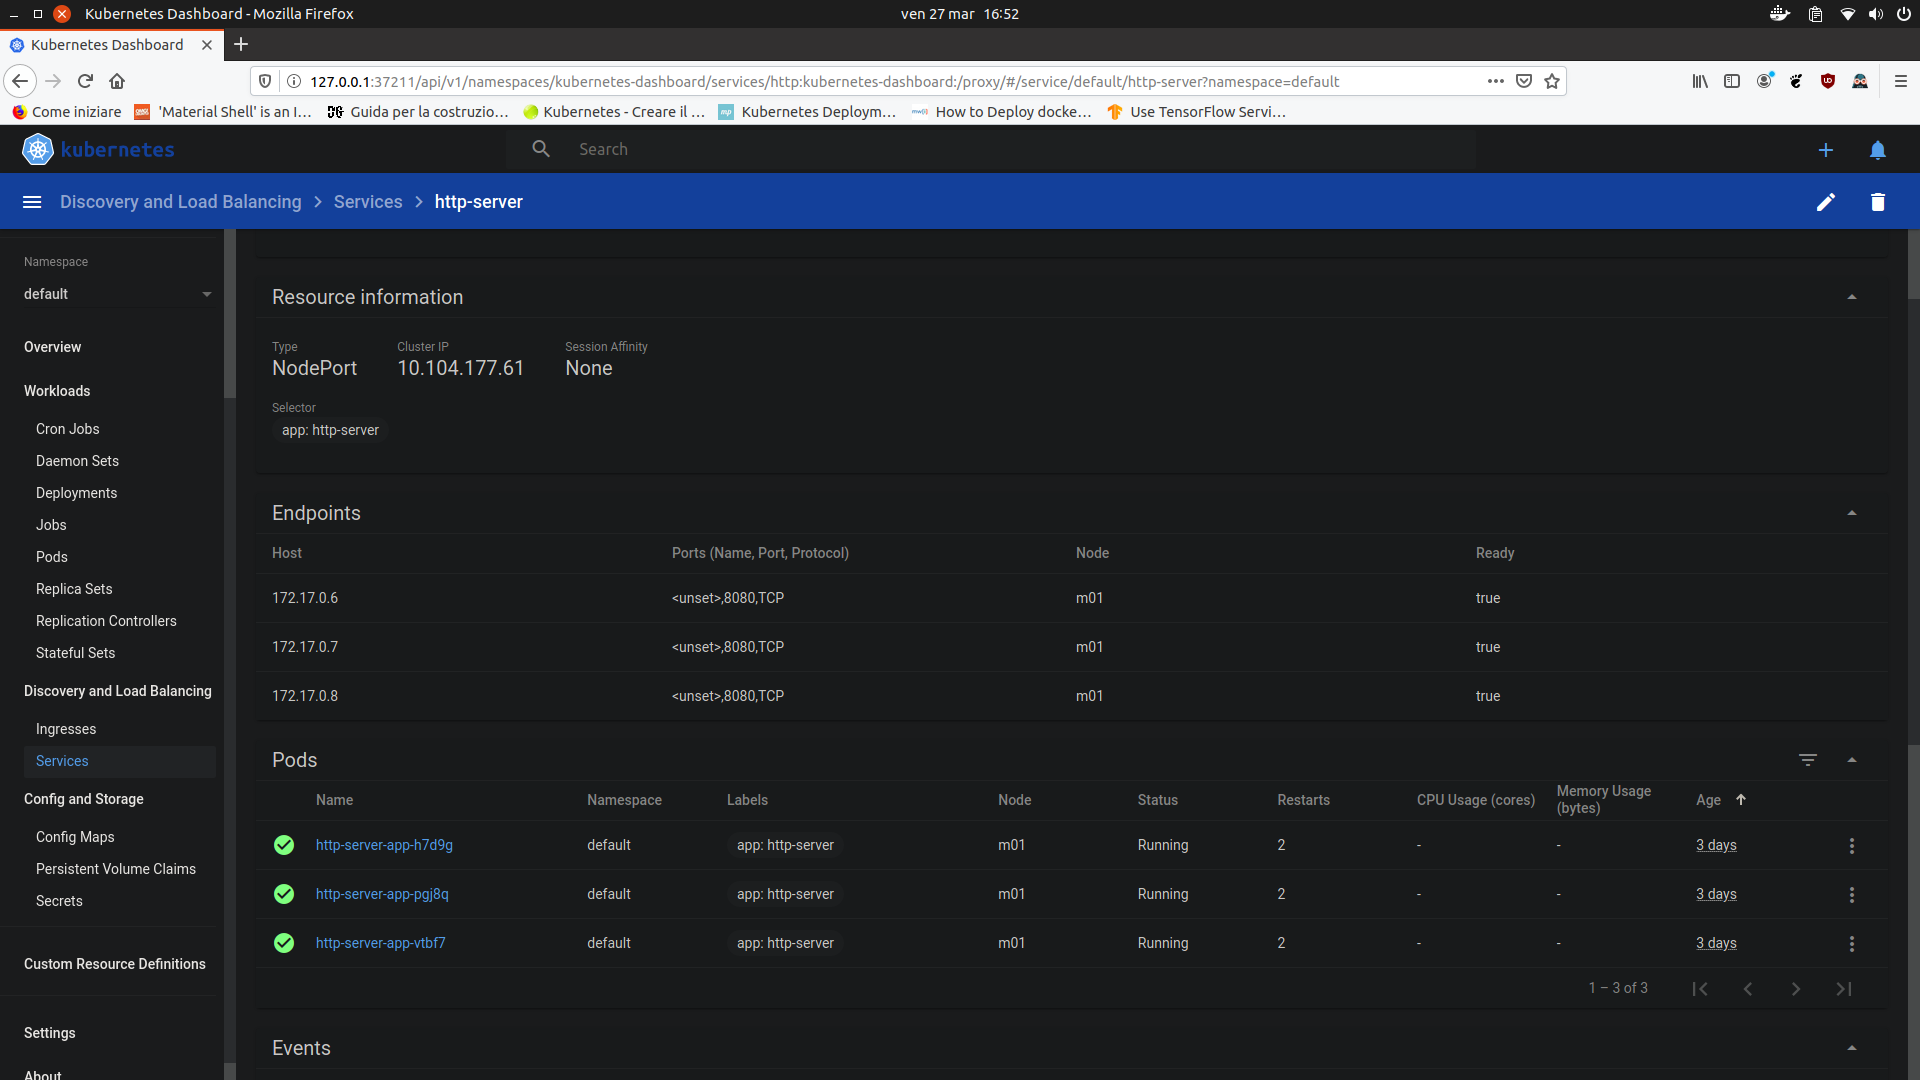 Kubernetes Dashboard - Mozilla Firefox
ven 27 mar 16:52
Kubernetes Dashboard
127.0.0.1:37211/api/v1/namespaces/kubernetes-dashboard/services/http:kubernetes-dashboard:/proxy/#/service/default/http-server?namespace=default
Come iniziare
'Material Shell' is an I...
Guida per la costruzio...
Kubernetes - Creare il ...
Kubernetes Deploym...
How to Deploy docke...
Use TensorFlow Servi...
kubernetes
Search
Discovery and Load Balancing
Services
http-server
Namespace
default
Overview
Workloads
Cron Jobs
Daemon Sets
Deployments
Jobs
Pods
Replica Sets
Replication Controllers
Stateful Sets
Discovery and Load Balancing
Ingresses
Services
Config and Storage
Config Maps
Persistent Volume Claims
Secrets
Custom Resource Definitions
Settings
About
Resource information
Type Cluster IP Session Affinity
NodePort 10.104.177.61 None
Selector
app: http-server
Endpoints
Host Ports (Name, Port, Protocol) Node Ready
172.17.0.6 <unset>,8080,TCP m01 true
172.17.0.7 <unset>,8080,TCP m01 true
172.17.0.8 <unset>,8080,TCP m01 true
Pods
Name Namespace Labels Node Status Restarts CPU Usage (cores) Memory Usage (bytes) Age
http-server-app-h7d9g default app: http-server m01 Running 2 - - 3 days
http-server-app-pgj8q default app: http-server m01 Running 2 - - 3 days
http-server-app-vtbf7 default app: http-server m01 Running 2 - - 3 days
1 – 3 of 3
Events